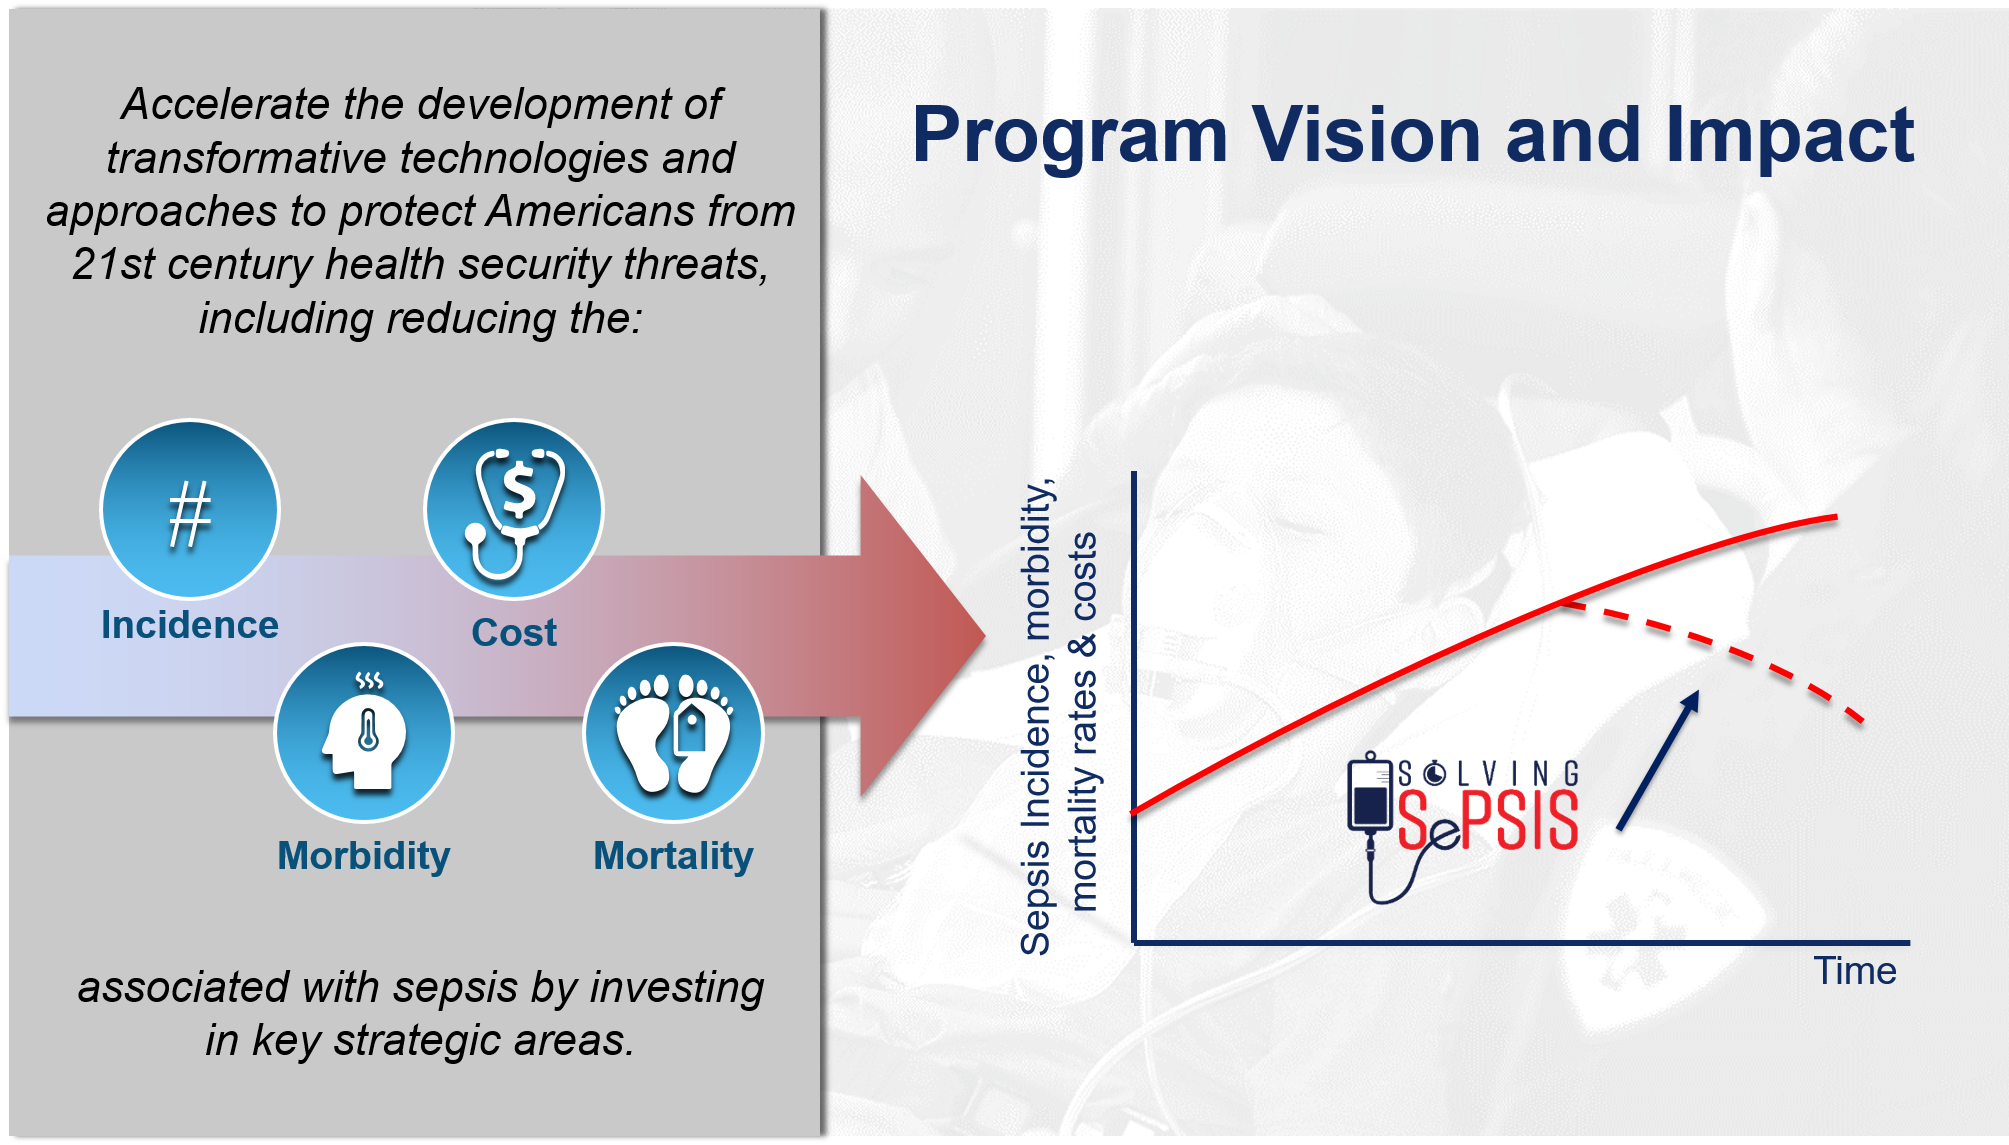 Accelerate the development of
transformative technologies and
approaches to protect Americans from
21st century health security threats,
including reducing the:
#
Incidence
$
Cost
Morbidity
Mortality
associated with sepsis by investing
in key strategic areas.
Program Vision and Impact
Sepsis Incidence, morbidity,
mortality rates & costs
SOLVING
SePSIS
Time